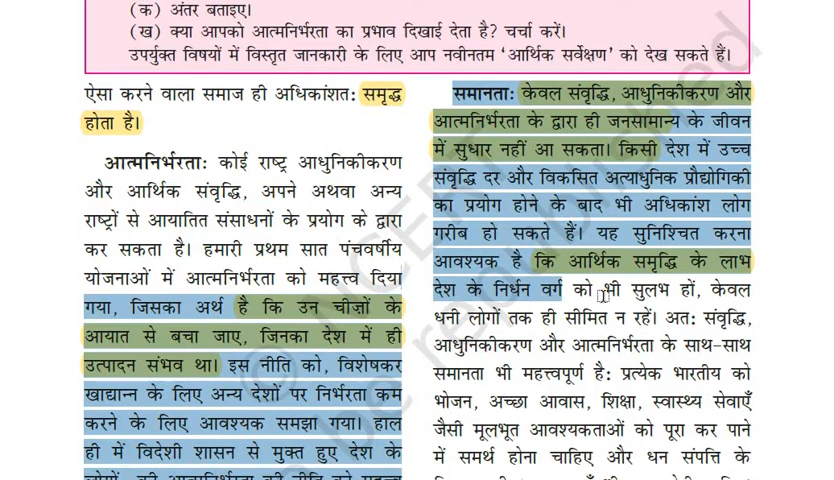 (क) अंतर बताइए।
(ख) क्या आपको आत्मनिर्भरता का प्रभाव दिखाई देता है? चर्चा करें।
उपर्युक्त विषयों में विस्तृत जानकारी के लिए आप नवीनतम ‘आर्थिक सर्वेक्षण’ को देख सकते हैं।
ऐसा करने वाला समाज ही अधिकांशत: समृद्ध
होता है।
आत्मनिर्भरता: कोई राष्ट्र आधुनिकीकरण
और आर्थिक संवृद्धि, अपने अथवा अन्य
राष्ट्रों से आयातित संसाधनों के प्रयोग के द्वारा
कर सकता है। हमारी प्रथम सात पंचवर्षीय
योजनाओं में आत्मनिर्भरता को महत्त्व दिया
गया, जिसका अर्थ है कि उन चीज़ों के
आयात से बचा जाए, जिनका देश में ही
उत्पादन संभव था। इस नीति को, विशेषकर
खाद्यान्न के लिए अन्य देशों पर निर्भरता कम
करने के लिए आवश्यक समझा गया। हाल
ही में विदेशी शासन से मुक्त हुए देश के
समानता: केवल संवृद्धि, आधुनिकीकरण और
आत्मनिर्भरता के द्वारा ही जनसामान्य के जीवन
में सुधार नहीं आ सकता। किसी देश में उच्च
संवृद्धि दर और विकसित अत्याधुनिक प्रौद्योगिकी
का प्रयोग होने के बाद भी अधिकांश लोग
गरीब हो सकते हैं। यह सुनिश्चित करना
आवश्यक है कि आर्थिक समृद्धि के लाभ
देश के निर्धन वर्ग को भी सुलभ हों, केवल
धनी लोगों तक ही सीमित न रहें। अत: संवृद्धि,
आधुनिकीकरण और आत्मनिर्भरता के साथ-साथ
समानता भी महत्त्वपूर्ण है: प्रत्येक भारतीय को
भोजन, अच्छा आवास, शिक्षा, स्वास्थ्य सेवाएँ
जैसी मूलभूत आवश्यकताओं को पूरा कर पाने
में समर्थ होना चाहिए और धन संपत्ति के
© NCERT
be republished